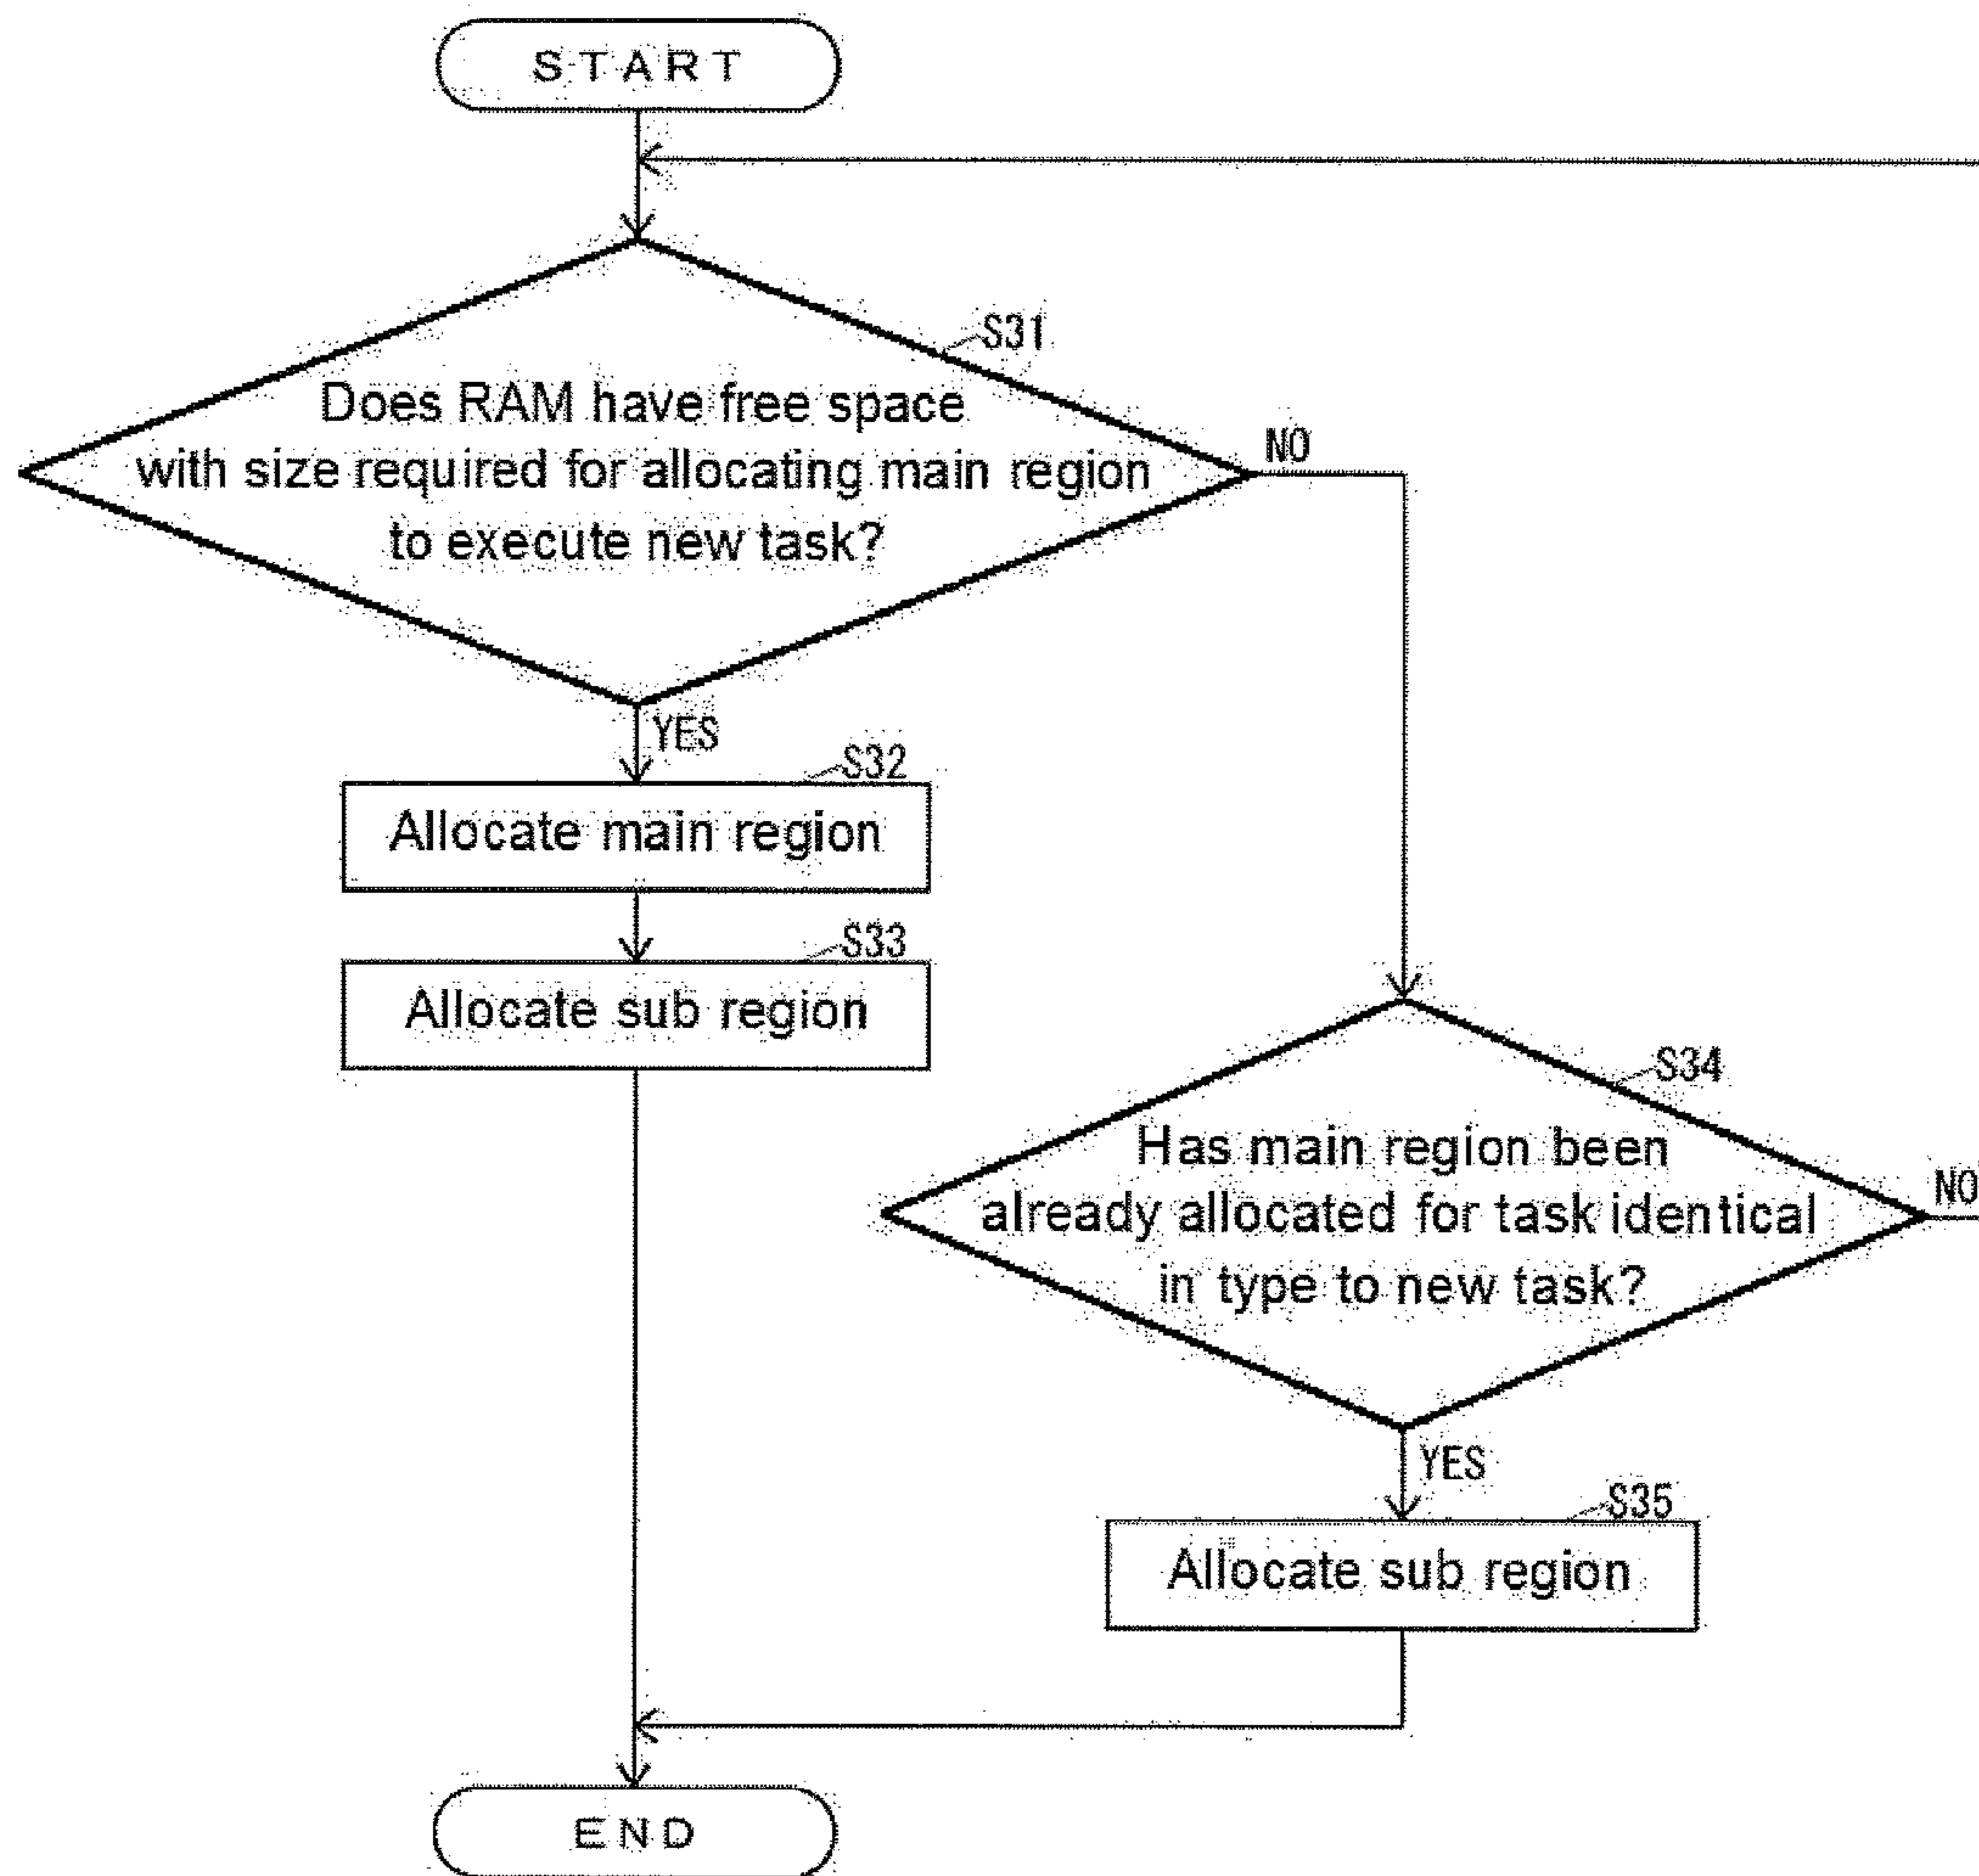 START
S31
Does RAM have free space
with size required for allocating main region
to execute new task?
NO
YES
S32
Allocate main region
S33
Allocate sub region
S34
Has main region been
already allocated for task identical
in type to new task?
NO
YES
S35
Allocate sub region
END